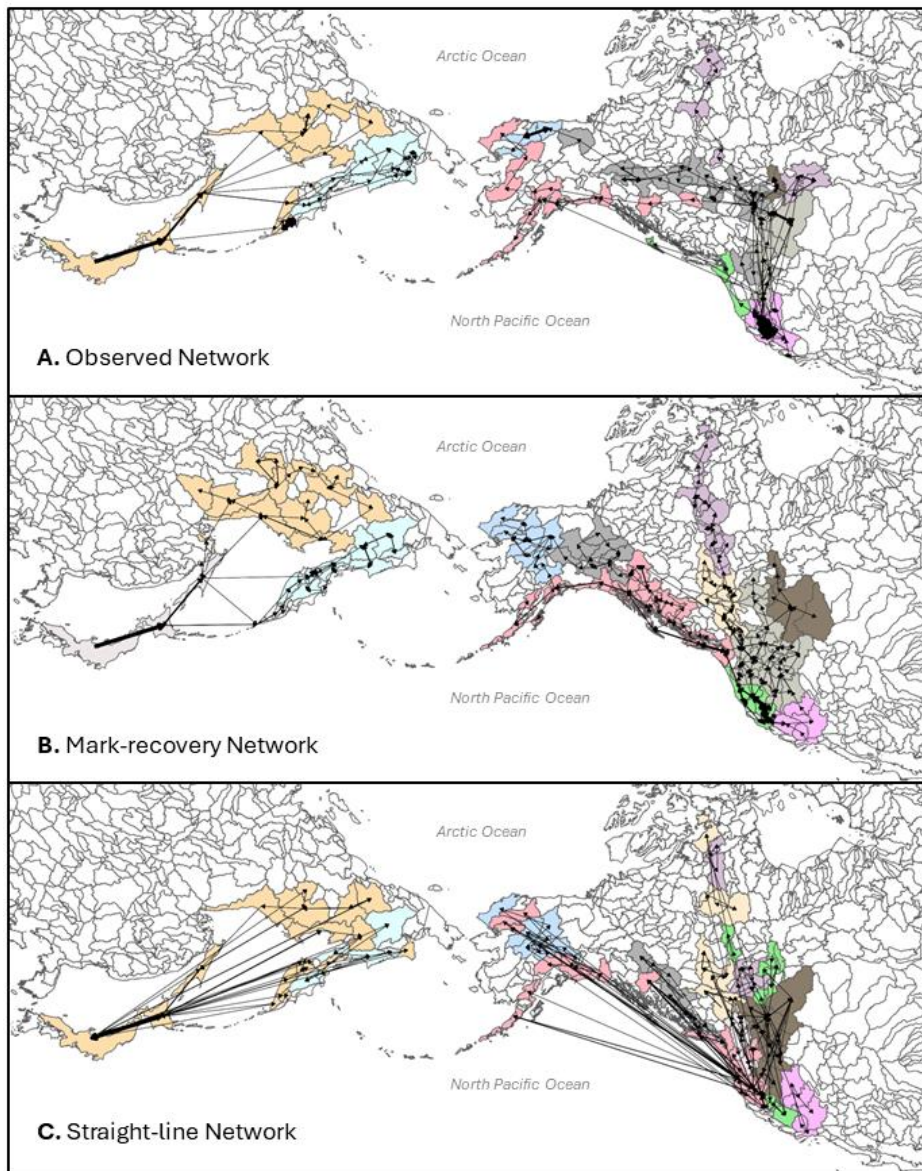 Arctic Ocean
North Pacific Ocean
A. Observed Network
Arctic Ocean
North Pacific Ocean
B. Mark-recovery Network
Arctic Ocean
North Pacific Ocean
C. Straight-line Network